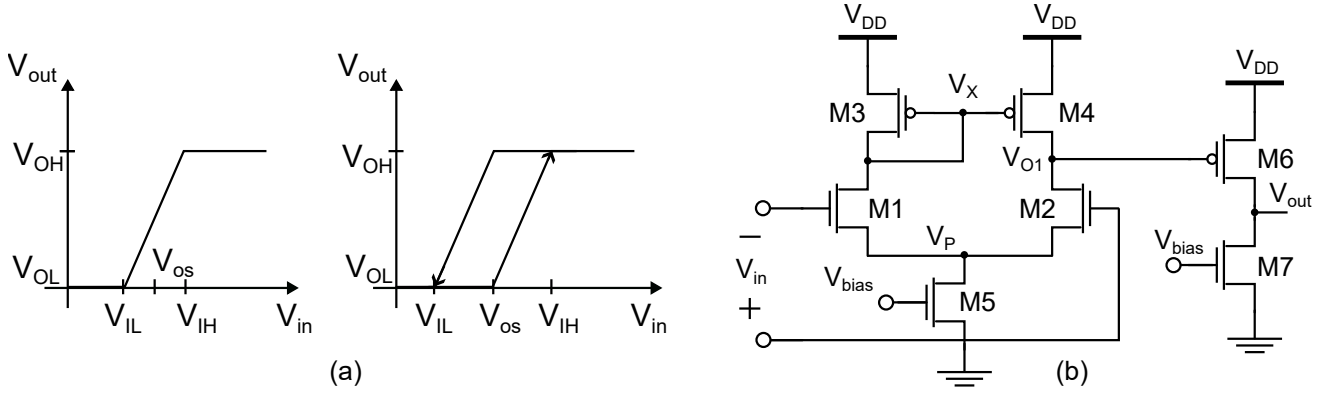 V_out
V_OH
V_OL
V_os
V_IL
V_IH
V_in
V_out
V_OH
V_OL
V_IL
V_os
V_IH
V_in
(a)
V_DD
V_DD
V_DD
V_X
M3
M4
V_O1
M6
M1
M2
V_out
V_P
V_bias
M7
−
V_in
+
V_bias
M5
(b)